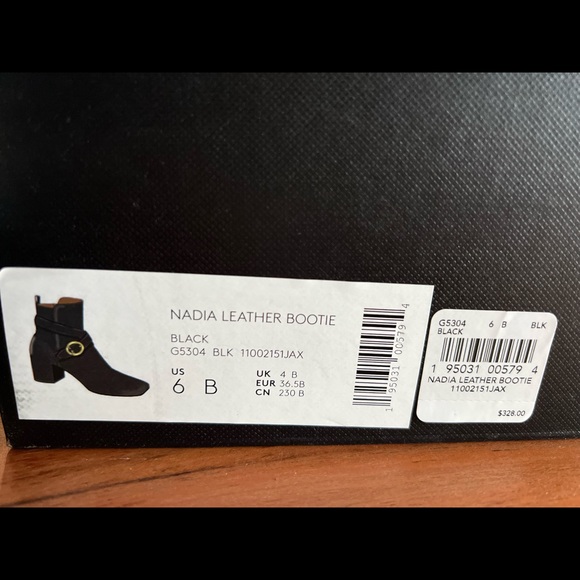 NADIA LEATHER BOOTIE
BLACK
G5304 BLK 11002151JAX
US
6 B
UK 4 B
EUR 36.5B
CN 230 B
1 95031 00579 4
G5304 6 B BLK
BLACK
1 95031 00579 4
NADIA LEATHER BOOTIE
11002151JAX
$328.00